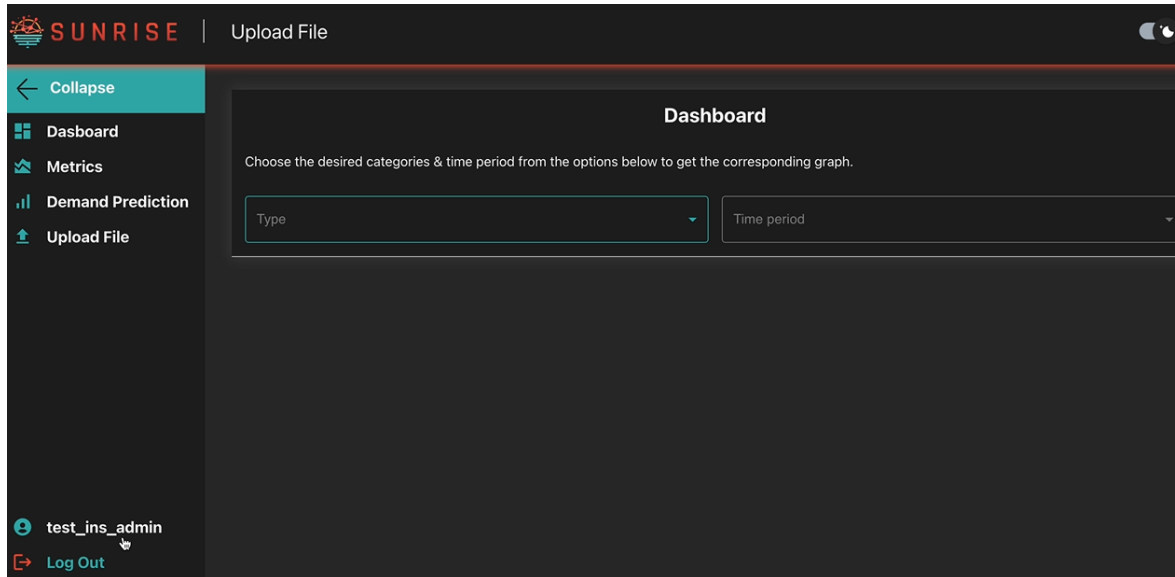 SUNRISE | Upload File
Collapse
Dasboard
Metrics
Demand Prediction
Upload File
Dashboard
Choose the desired categories & time period from the options below to get the corresponding graph.
Type
Time period
test_ins_admin
Log Out